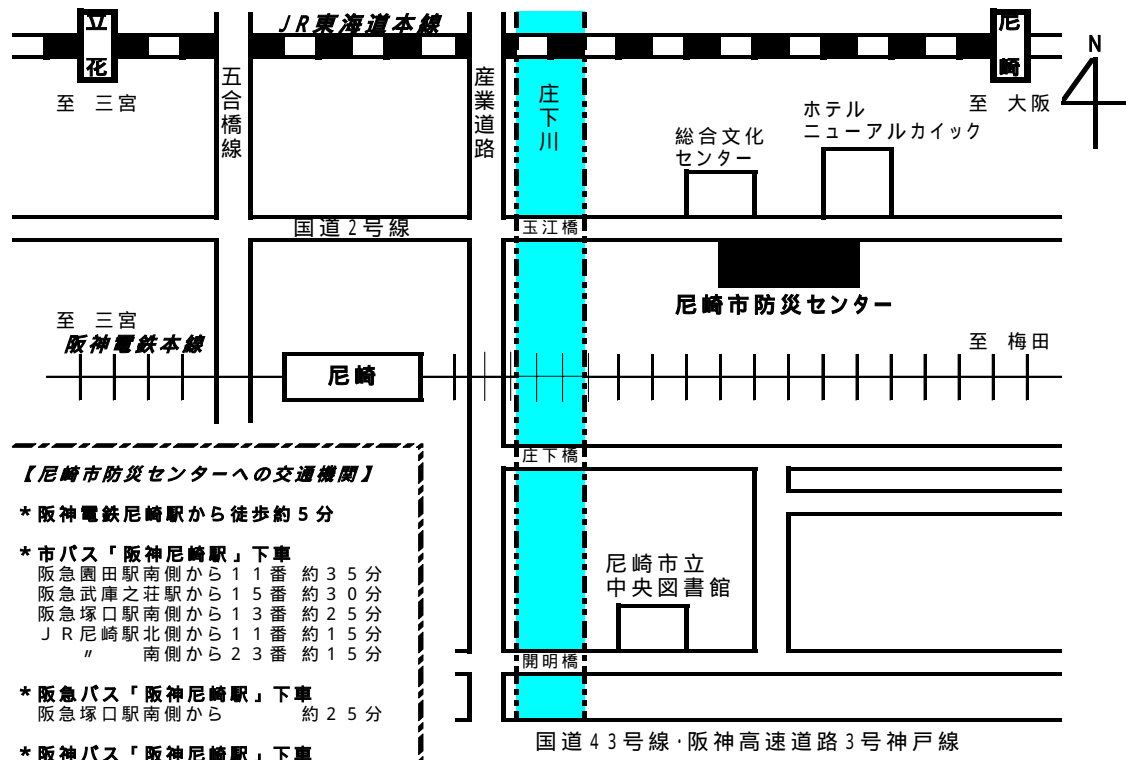 JR東海道本線
立花
尼崎
N
至 三宮
五合橋線
産業道路
庄下川
至 大阪
ホテル
ニューアルカイック
総合文化
センター
国道2号線
玉江橋
尼崎市防災センター
至 三宮
阪神電鉄本線
至 梅田
尼崎
庄下橋
【尼崎市防災センターへの交通機関】
*阪神電鉄尼崎駅から徒歩約5分
*市バス「阪神尼崎駅」下車
阪急園田駅南側から11番 約35分
阪急武庫之荘駅から15番 約30分
阪急塚口駅南側から13番 約25分
JR尼崎駅北側から11番 約15分
〃 南側から23番 約15分
*阪急バス「阪神尼崎駅」下車
阪急塚口駅南側から 約25分
*阪神バス「阪神尼崎駅」下車
尼崎市立
中央図書館
開明橋
国道43号線・阪神高速道路3号神戸線